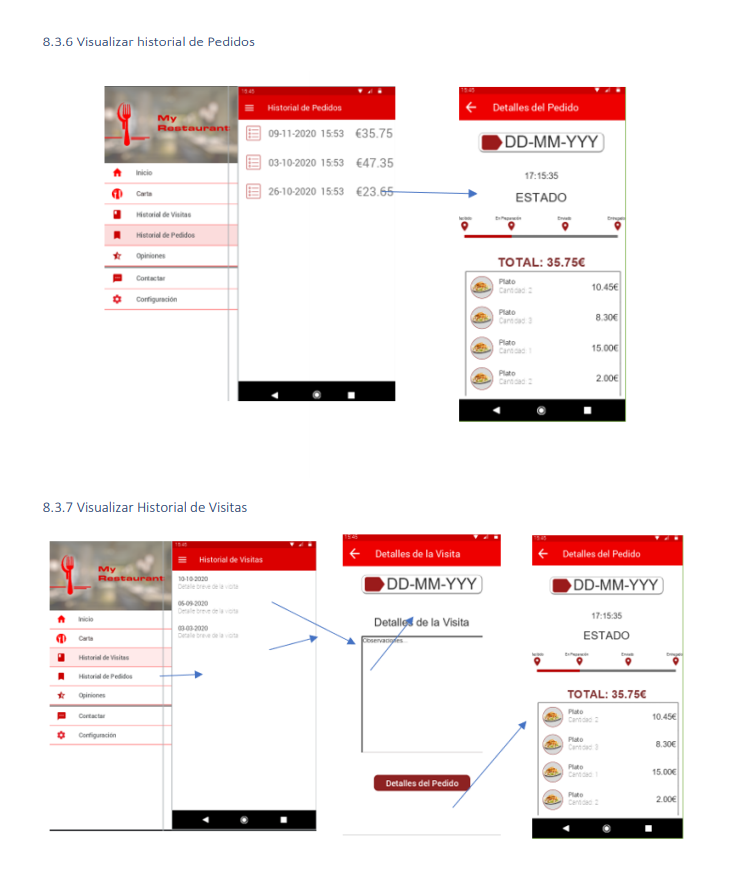 8.3.6 Visualizar historial de Pedidos
My
Restaurant
Inicio
Carta
Historial de Visitas
Historial de Pedidos
Opiniones
Contactar
Configuración
15:45
Historial de Pedidos
09-11-2020 15:53 €35.75
03-10-2020 15:53 €47.35
26-10-2020 15:53 €23.65
15:45
Detalles del Pedido
DD-MM-YYY
17:15:35
ESTADO
Recibido En Preparación Enviado Entregado
TOTAL: 35.75€
Plato
Cantidad: 2 10.45€
Plato
Cantidad: 3 8.30€
Plato
Cantidad: 1 15.00€
Plato
Cantidad: 2 2.00€
8.3.7 Visualizar Historial de Visitas
My
Restaurant
Inicio
Carta
Historial de Visitas
Historial de Pedidos
Opiniones
Contactar
Configuración
15:45
Historial de Visitas
10-10-2020
Detalle breve de la visita
05-09-2020
Detalle breve de la visita
03-03-2020
Detalle breve de la visita
15:45
Detalles de la Visita
DD-MM-YYY
Detalles de la Visita
Observaciones...
Detalles del Pedido
15:45
Detalles del Pedido
DD-MM-YYY
17:15:35
ESTADO
En Preparación Enviado
TOTAL: 35.75€
Plato
Cantidad: 2 10.45€
Plato
Cantidad: 3 8.30€
Plato
Cantidad: 1 15.00€
Plato
Cantidad: 2 2.00€